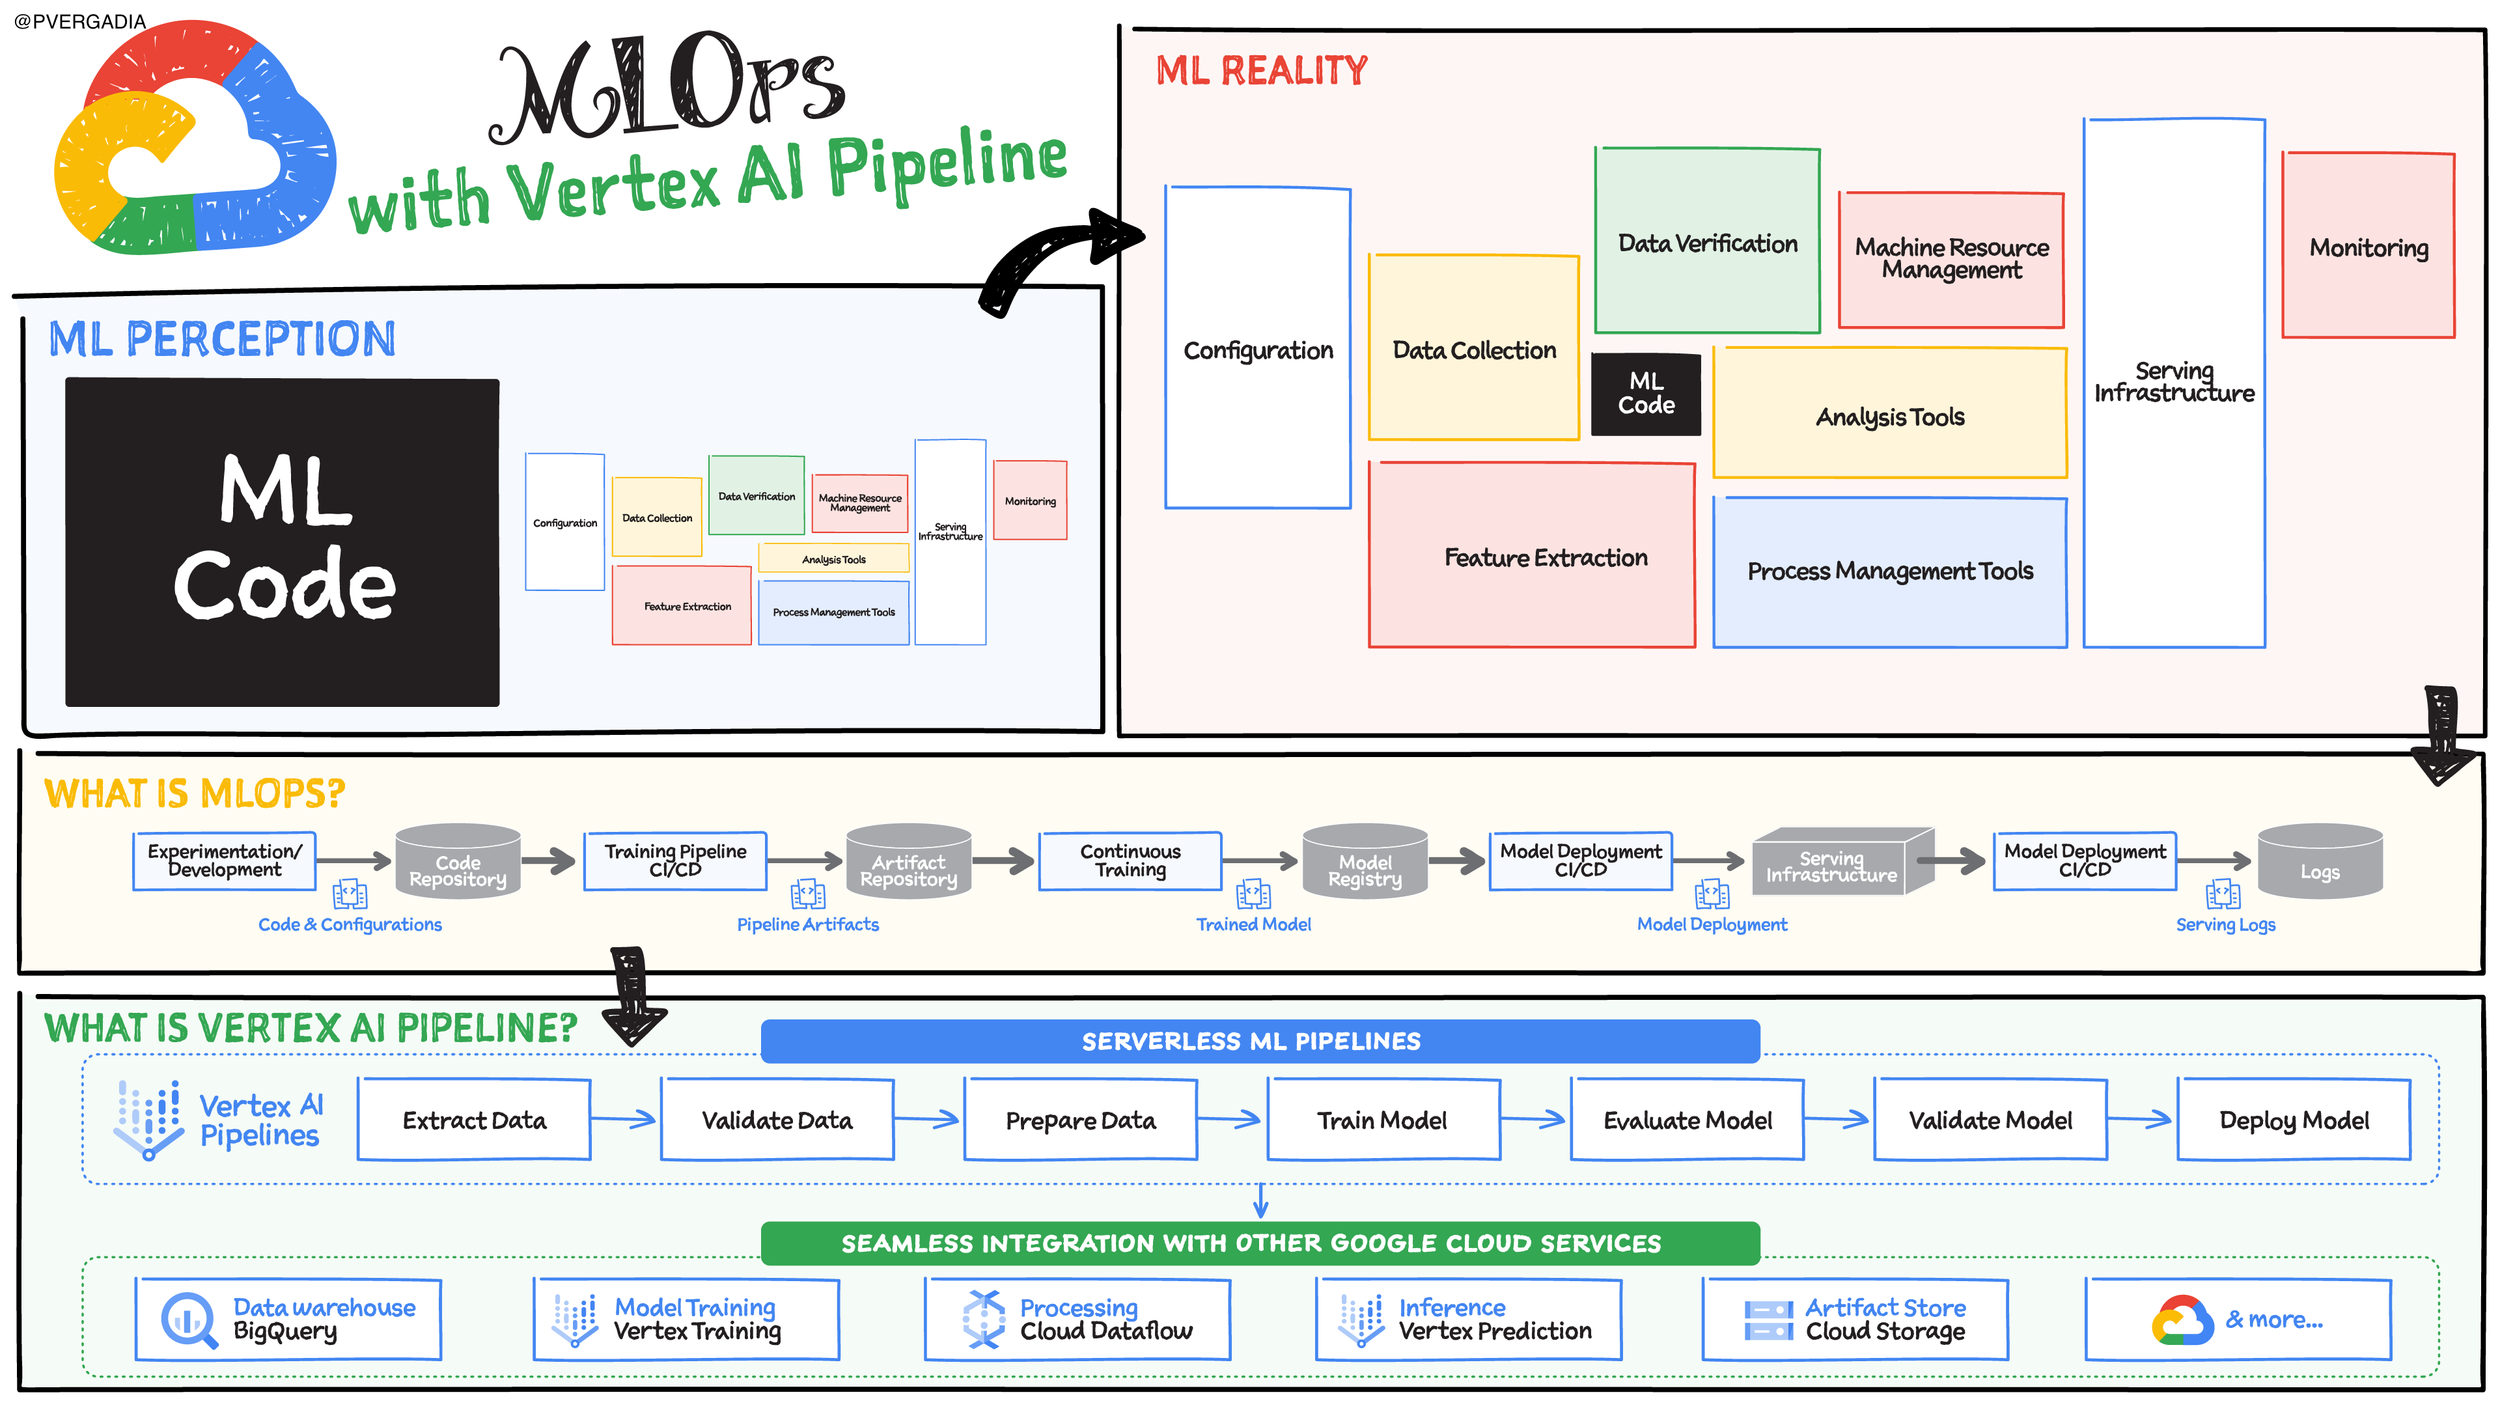 @PVERGADIA
MLOps
with Vertex AI Pipeline
ML PERCEPTION
ML
Code
Configuration
Data Collection
Data Verification
Machine Resource
Management
Analysis Tools
Feature Extraction
Process Management Tools
Serving
Infrastructure
Monitoring
ML REALITY
Configuration
Data Collection
Data Verification
Machine Resource
Management
ML
Code
Analysis Tools
Feature Extraction
Process Management Tools
Serving
Infrastructure
Monitoring
WHAT IS MLOPS?
Experimentation/
Development
Code & Configurations
Code
Repository
Training Pipeline
CI/CD
Pipeline Artifacts
Artifact
Repository
Continuous
Training
Trained Model
Model
Registry
Model Deployment
CI/CD
Model Deployment
Serving
Infrastructure
Model Deployment
CI/CD
Serving Logs
Logs
WHAT IS VERTEX AI PIPELINE?
SERVERLESS ML PIPELINES
Vertex AI
Pipelines
Extract Data
Validate Data
Prepare Data
Train Model
Evaluate Model
Validate Model
Deploy Model
SEAMLESS INTEGRATION WITH OTHER GOOGLE CLOUD SERVICES
Data warehouse
BigQuery
Model Training
Vertex Training
Processing
Cloud Dataflow
Inference
Vertex Prediction
Artifact Store
Cloud Storage
& more...